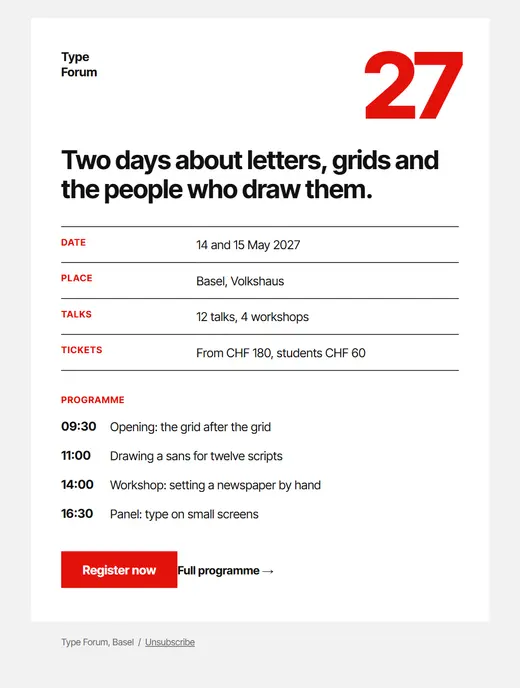 Type
Forum
27
Two days about letters, grids and
the people who draw them.
DATE 14 and 15 May 2027
PLACE Basel, Volkshaus
TALKS 12 talks, 4 workshops
TICKETS From CHF 180, students CHF 60
PROGRAMME
09:30 Opening: the grid after the grid
11:00 Drawing a sans for twelve scripts
14:00 Workshop: setting a newspaper by hand
16:30 Panel: type on small screens
Register now Full programme →
Type Forum, Basel / Unsubscribe